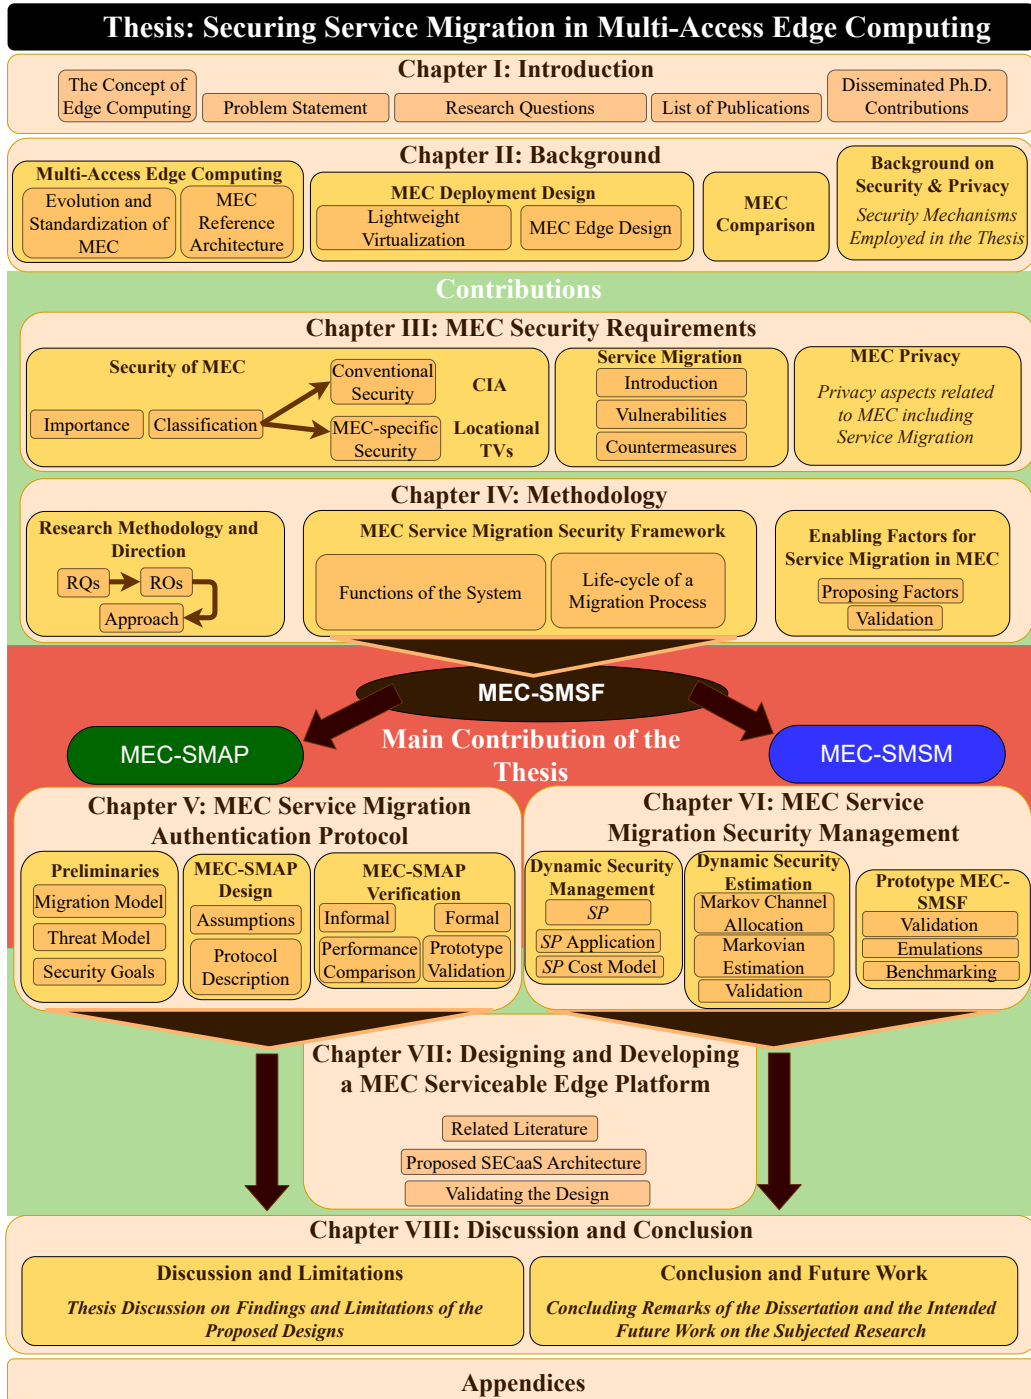 Thesis: Securing Service Migration in Multi-Access Edge Computing
Chapter I: Introduction
The Concept of
Edge Computing
Problem Statement
Research Questions
List of Publications
Disseminated Ph.D.
Contributions
Chapter II: Background
Multi-Access Edge Computing
Evolution and
Standardization of
MEC
MEC
Reference
Architecture
MEC Deployment Design
Lightweight
Virtualization
MEC Edge Design
MEC
Comparison
Background on
Security & Privacy
Security Mechanisms
Employed in the Thesis
Contributions
Chapter III: MEC Security Requirements
Security of MEC
Importance
Classification
Conventional
Security
CIA
MEC-specific
Security
Locational
TVs
Service Migration
Introduction
Vulnerabilities
Countermeasures
MEC Privacy
Privacy aspects related
to MEC including
Service Migration
Chapter IV: Methodology
Research Methodology and
Direction
RQs
ROs
Approach
MEC Service Migration Security Framework
Functions of the System
Life-cycle of a
Migration Process
Enabling Factors for
Service Migration in MEC
Proposing Factors
Validation
MEC-SMSF
MEC-SMAP
Main Contribution of the
Thesis
MEC-SMSM
Chapter V: MEC Service Migration
Authentication Protocol
Preliminaries
Migration Model
Threat Model
Security Goals
MEC-SMAP
Design
Assumptions
Protocol
Description
MEC-SMAP
Verification
Informal
Formal
Performance
Comparison
Prototype
Validation
Chapter VI: MEC Service
Migration Security Management
Dynamic Security
Management
SP
SP Application
SP Cost Model
Dynamic Security
Estimation
Markov Channel
Allocation
Markovian
Estimation
Validation
Prototype MEC-
SMSF
Validation
Emulations
Benchmarking
Chapter VII: Designing and Developing
a MEC Serviceable Edge Platform
Related Literature
Proposed SECaaS Architecture
Validating the Design
Chapter VIII: Discussion and Conclusion
Discussion and Limitations
Thesis Discussion on Findings and Limitations of the
Proposed Designs
Conclusion and Future Work
Concluding Remarks of the Dissertation and the Intended
Future Work on the Subjected Research
Appendices